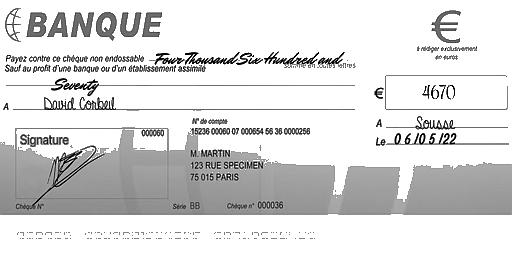 BANQUE
€
à rédiger exclusivement
en euros
Payez contre ce chèque non endossable Four Thousand Six Hundred and
Sauf au profit d'une banque ou d'un établissement assimilé
somme en toutes lettres
Seventy
A David Corbeil
€ 4670
A Sousse
Le 06/05/22
Signature
000060
N° de compte
15236 00060 07 000654 56 36 0000256
M. MARTIN
123 RUE SPECIMEN
75 015 PARIS
Chèque N°
Série BB
Chèque n° 000036